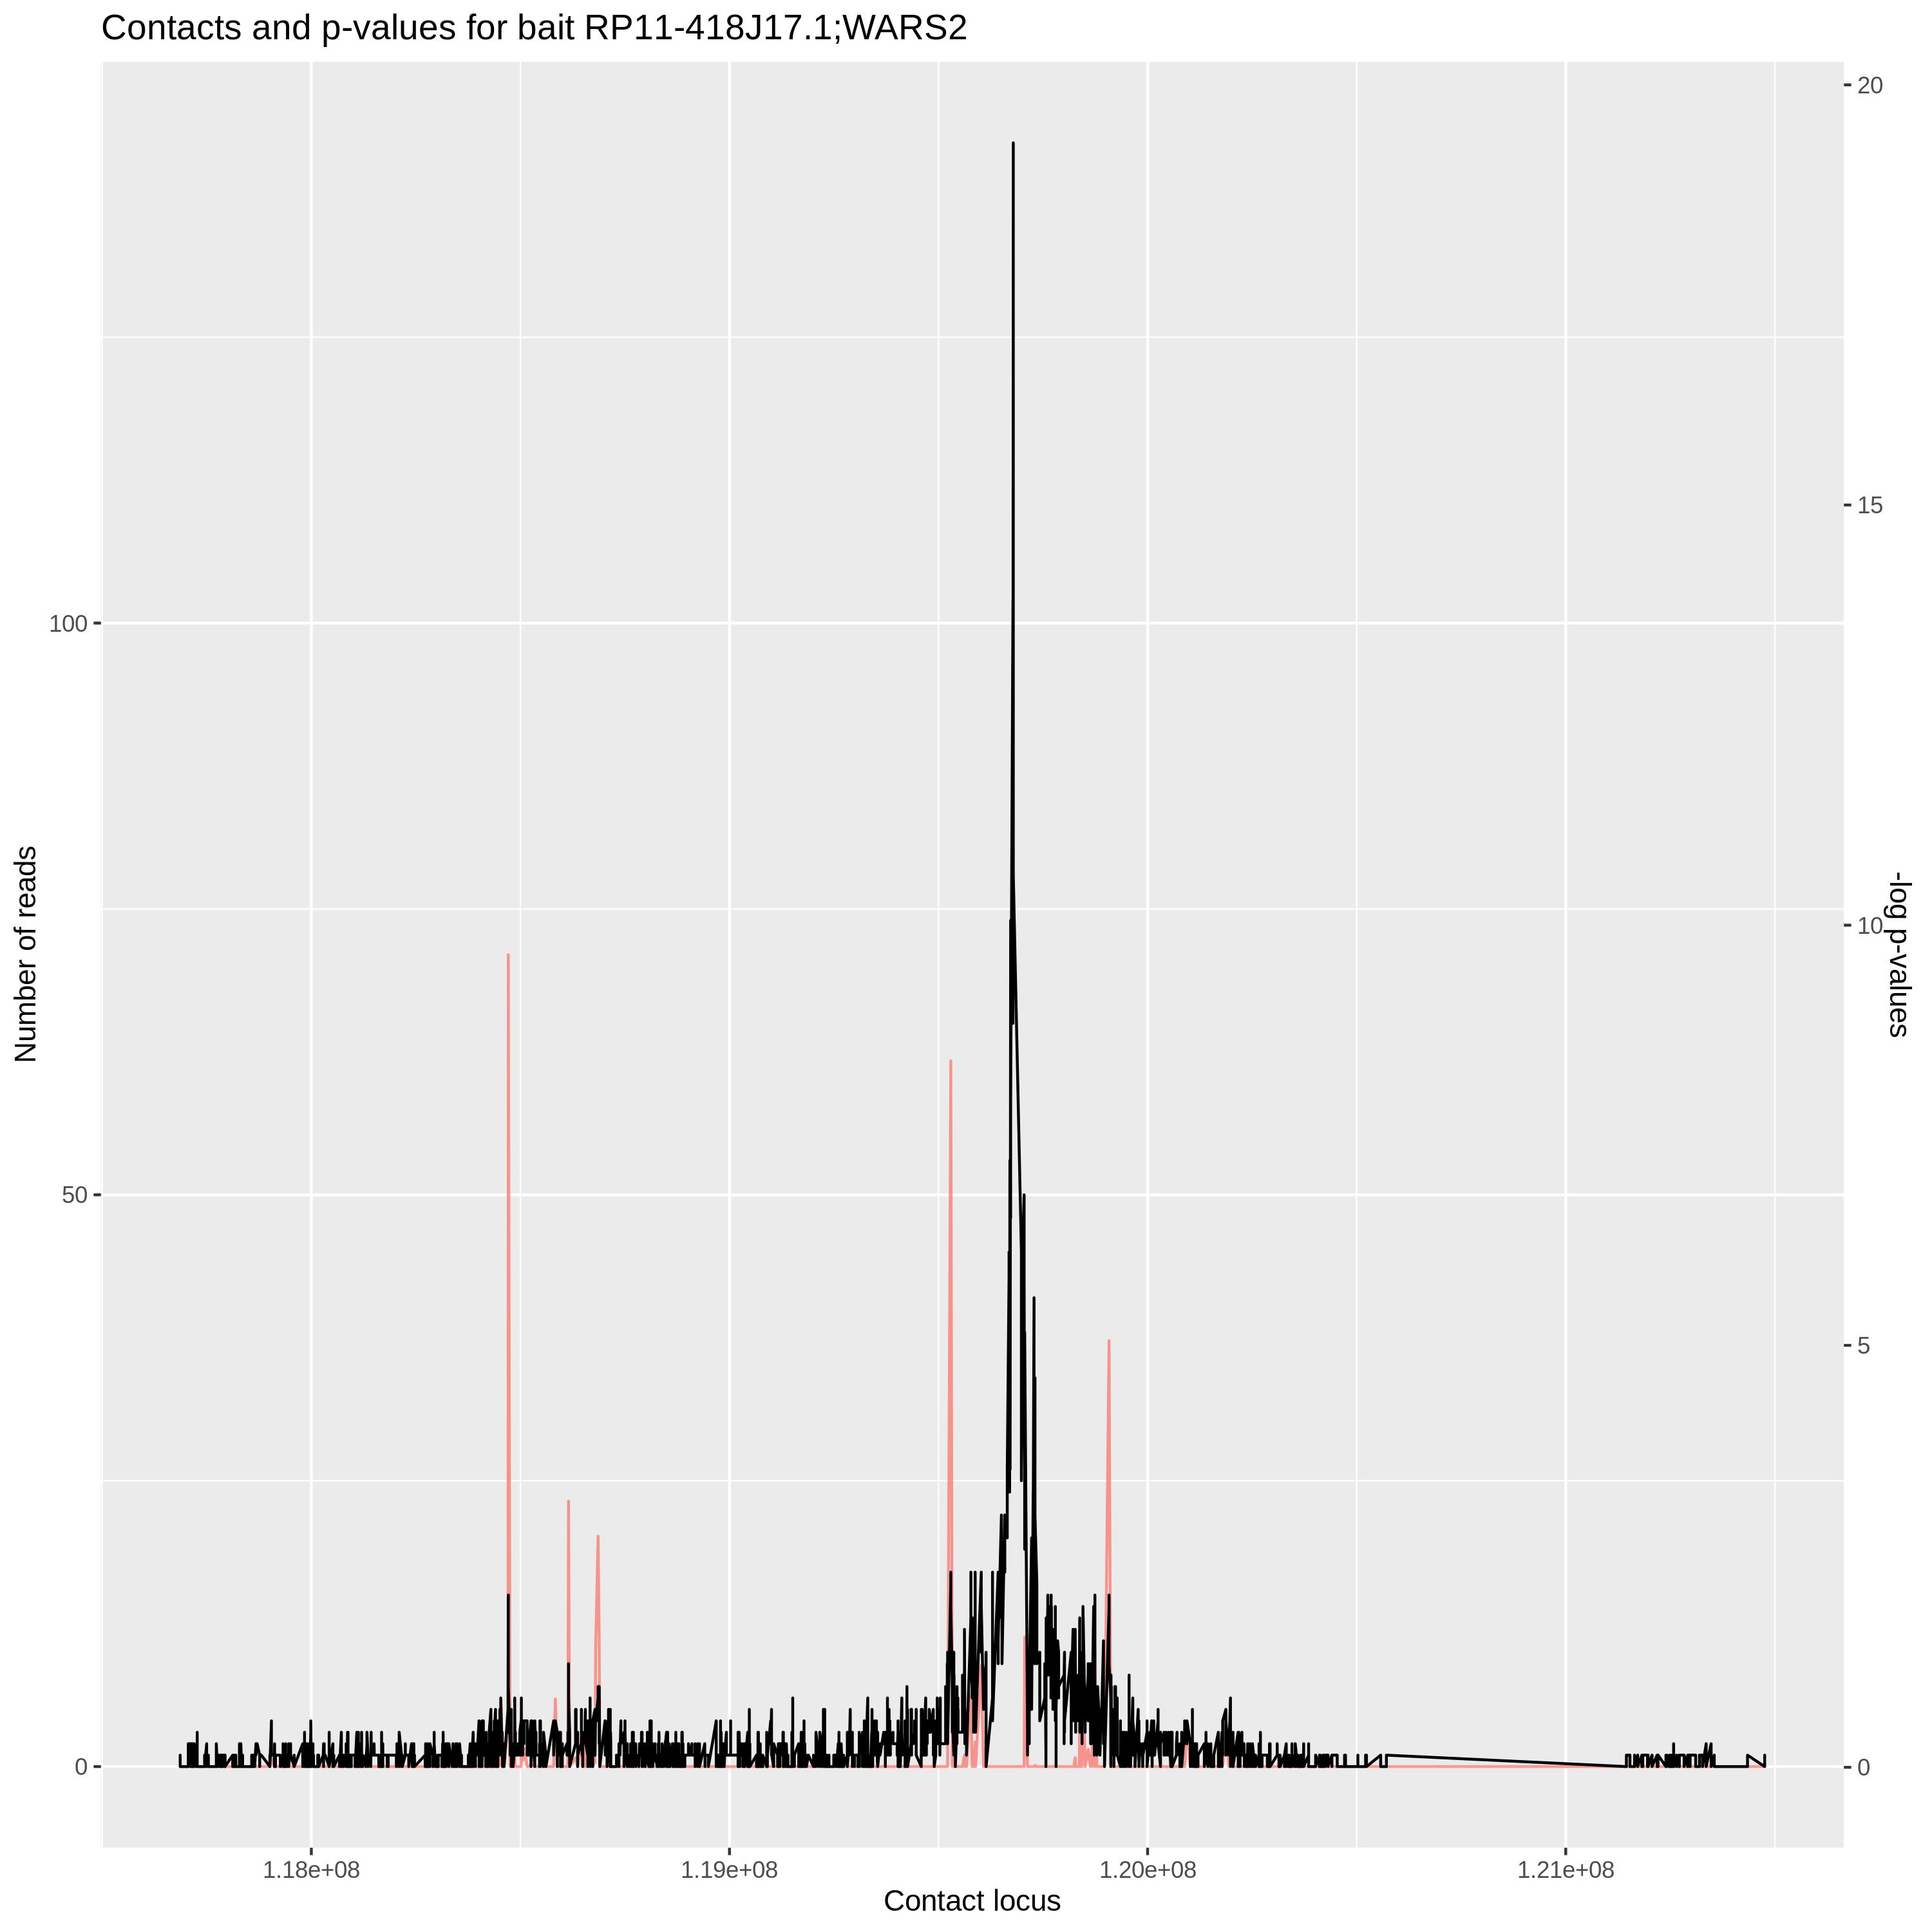 Contacts and p-values for bait RP11-418J17.1;WARS2
Number of reads
100
50
0
20
15
10
5
0
-log p-values
1.18e+08
1.19e+08
1.20e+08
1.21e+08
Contact locus